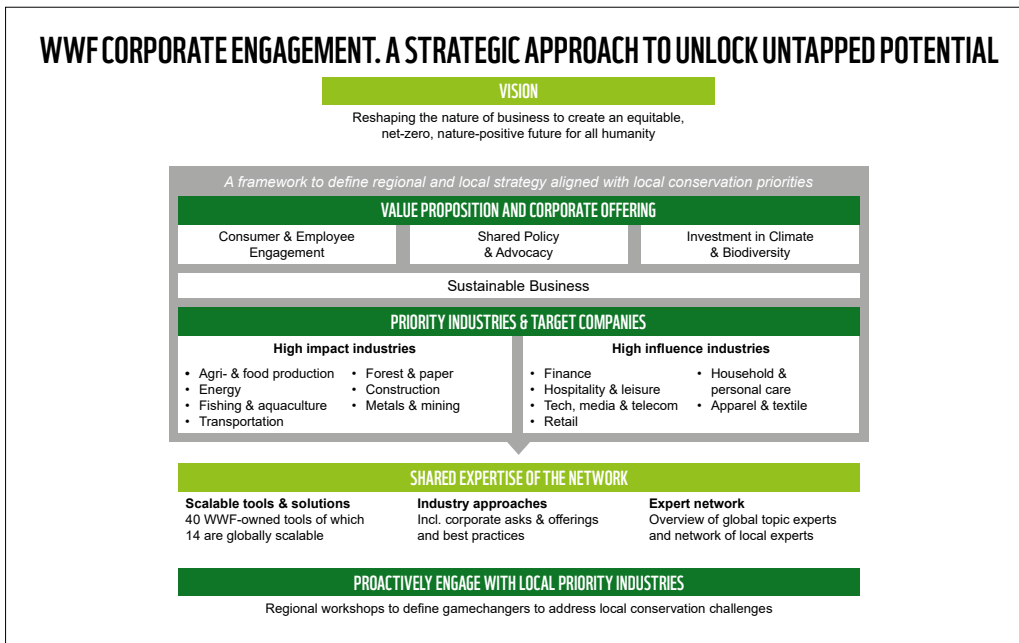 WWF CORPORATE ENGAGEMENT. A STRATEGIC APPROACH TO UNLOCK UNTAPPED POTENTIAL
VISION
Reshaping the nature of business to create an equitable,
net-zero, nature-positive future for all humanity
A framework to define regional and local strategy aligned with local conservation priorities
VALUE PROPOSITION AND CORPORATE OFFERING
Consumer & Employee
Engagement
Shared Policy
& Advocacy
Investment in Climate
& Biodiversity
Sustainable Business
PRIORITY INDUSTRIES & TARGET COMPANIES
High impact industries
• Agri- & food production
• Energy
• Fishing & aquaculture
• Transportation
• Forest & paper
• Construction
• Metals & mining
High influence industries
• Finance
• Hospitality & leisure
• Tech, media & telecom
• Retail
• Household &
personal care
• Apparel & textile
SHARED EXPERTISE OF THE NETWORK
Scalable tools & solutions
40 WWF-owned tools of which
14 are globally scalable
Industry approaches
Incl. corporate asks & offerings
and best practices
Expert network
Overview of global topic experts
and network of local experts
PROACTIVELY ENGAGE WITH LOCAL PRIORITY INDUSTRIES
Regional workshops to define gamechangers to address local conservation challenges